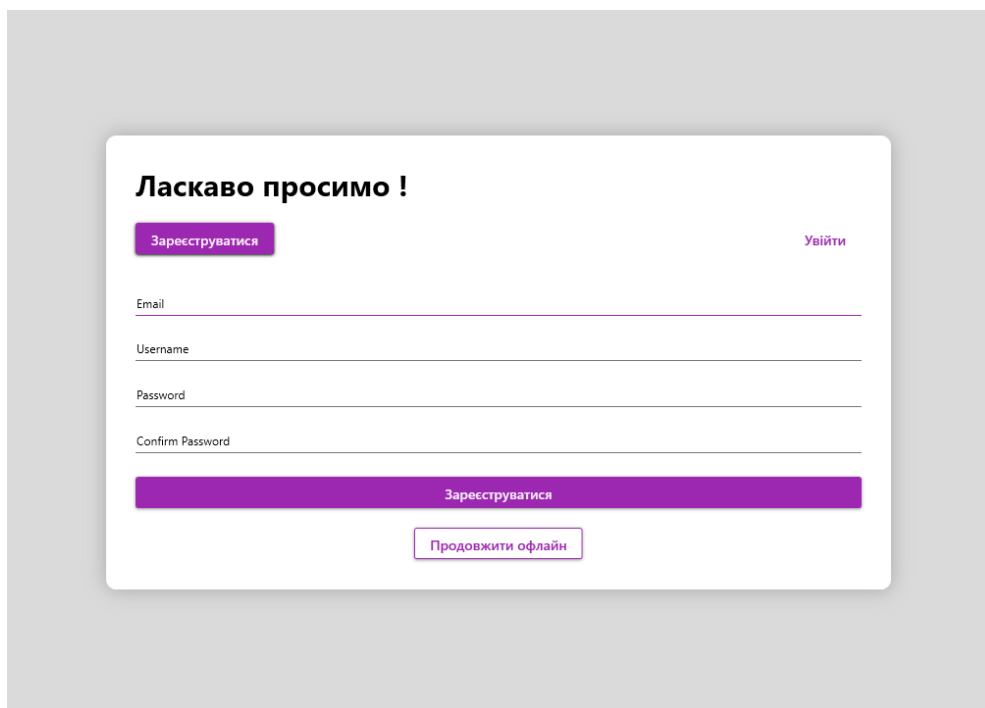 Ласкаво просимо !
Зареєструватися
Увійти
Email
Username
Password
Confirm Password
Зареєструватися
Продовжити офлайн